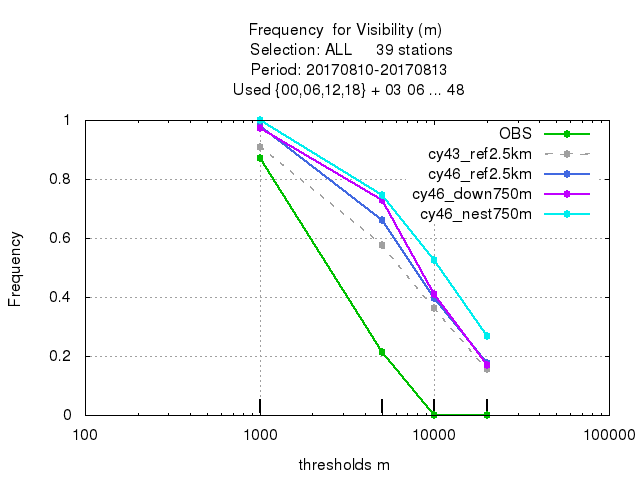 Frequency  for Visibility (m)
Selection: ALL     39 stations
Period: 20170810-20170813
Used {00,06,12,18} + 03 06 ... 48
OBS
cy43_ref2.5km
cy46_ref2.5km
cy46_down750m
cy46_nest750m
Frequency
1
0.8
0.6
0.4
0.2
0
100
1000
10000
100000
thresholds m